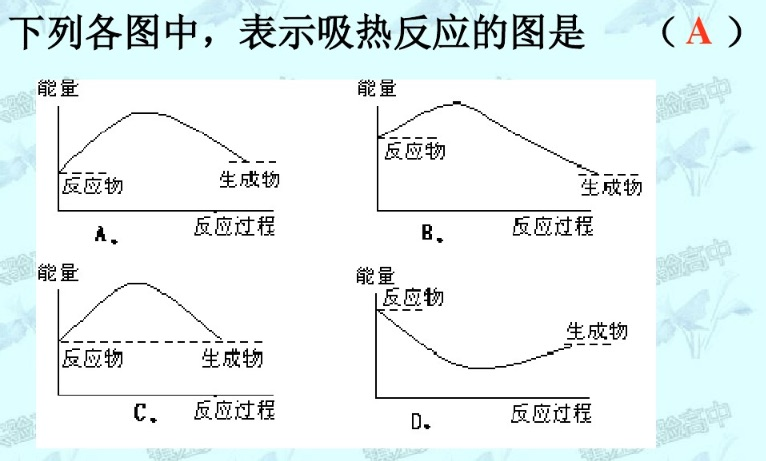 下列各图中，表示吸热反应的图是 （ A ）
能量 能量
反应物 生成物 反应物 生成物
反应过程 反应过程
A. B.
能量 能量
反应物 生成物 反应物 生成物
反应过程 反应过程
C. D.